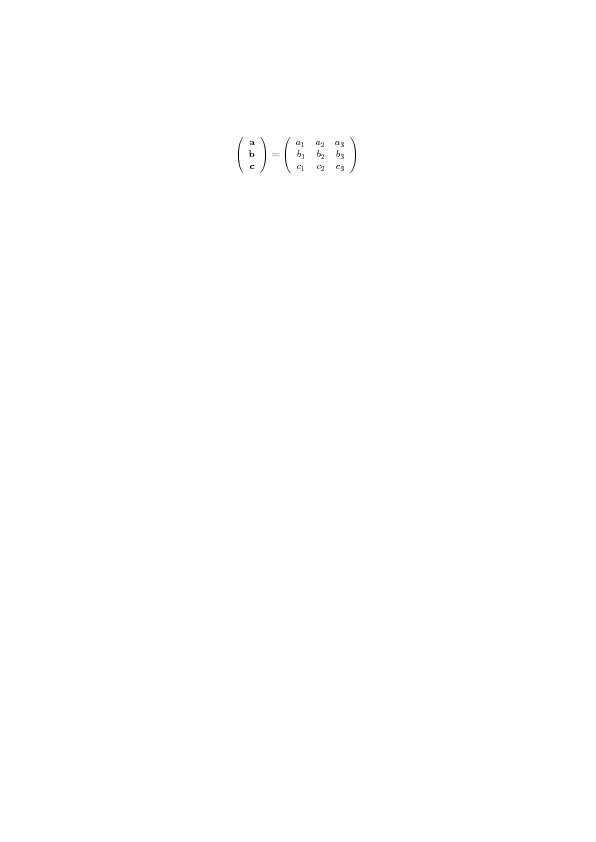 ( a ) ( a₁ a₂ a₃ )
( b ) = ( b₁ b₂ b₃ )
( c ) ( c₁ c₂ c₃ )